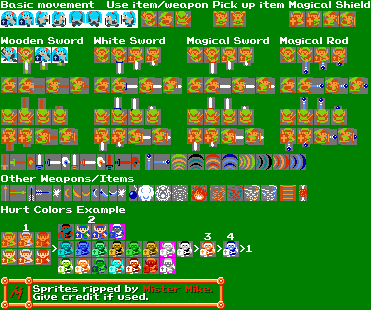 Basic movement Use item/weapon Pick up item Magical Shield
Wooden Sword White Sword Magical Sword Magical Rod
Other Weapons/Items
Hurt Colors Example
1 2 3 4
> > >1
Sprites ripped by Mister Mike.
Give credit if used.